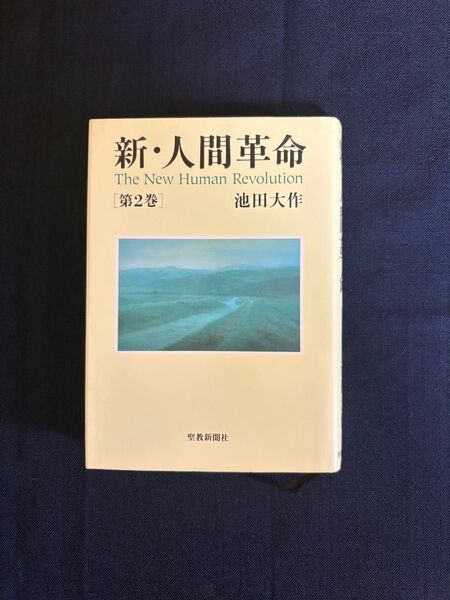 新・人間革命
The New Human Revolution
[第2巻] 池田大作
聖教新聞社